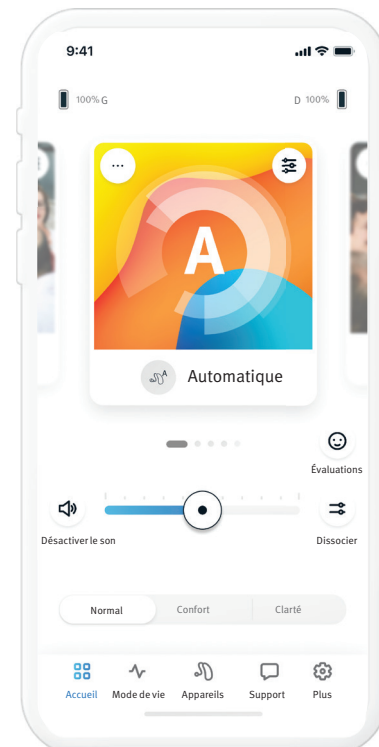 9:41
100% G
D 100%
...
A
A
Automatique
Évaluations
Désactiver le son
Dissocier
Normal
Confort
Clarté
Accueil
Mode de vie
Appareils
Support
Plus